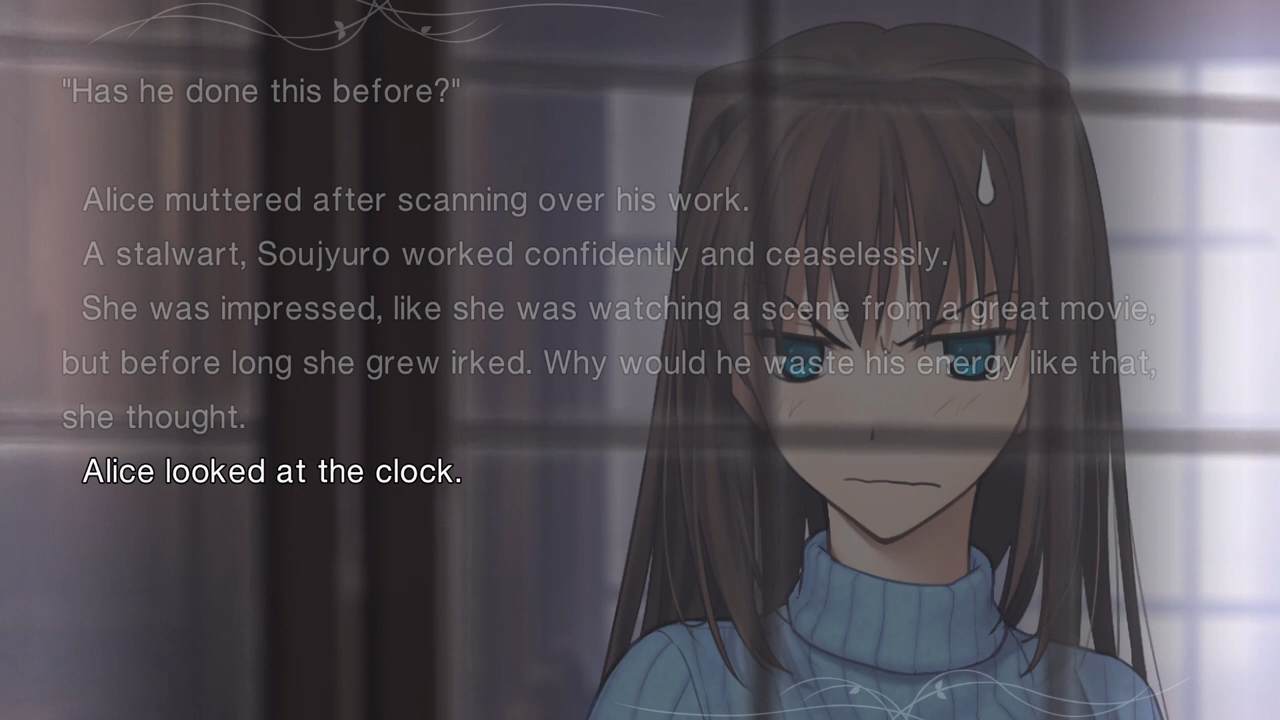 "Has he done this before?"
Alice muttered after scanning over his work.
A stalwart, Soujyuro worked confidently and ceaselessly.
She was impressed, like she was watching a scene from a great movie,
but before long she grew irked. Why would he waste his energy like that,
she thought.
Alice looked at the clock.